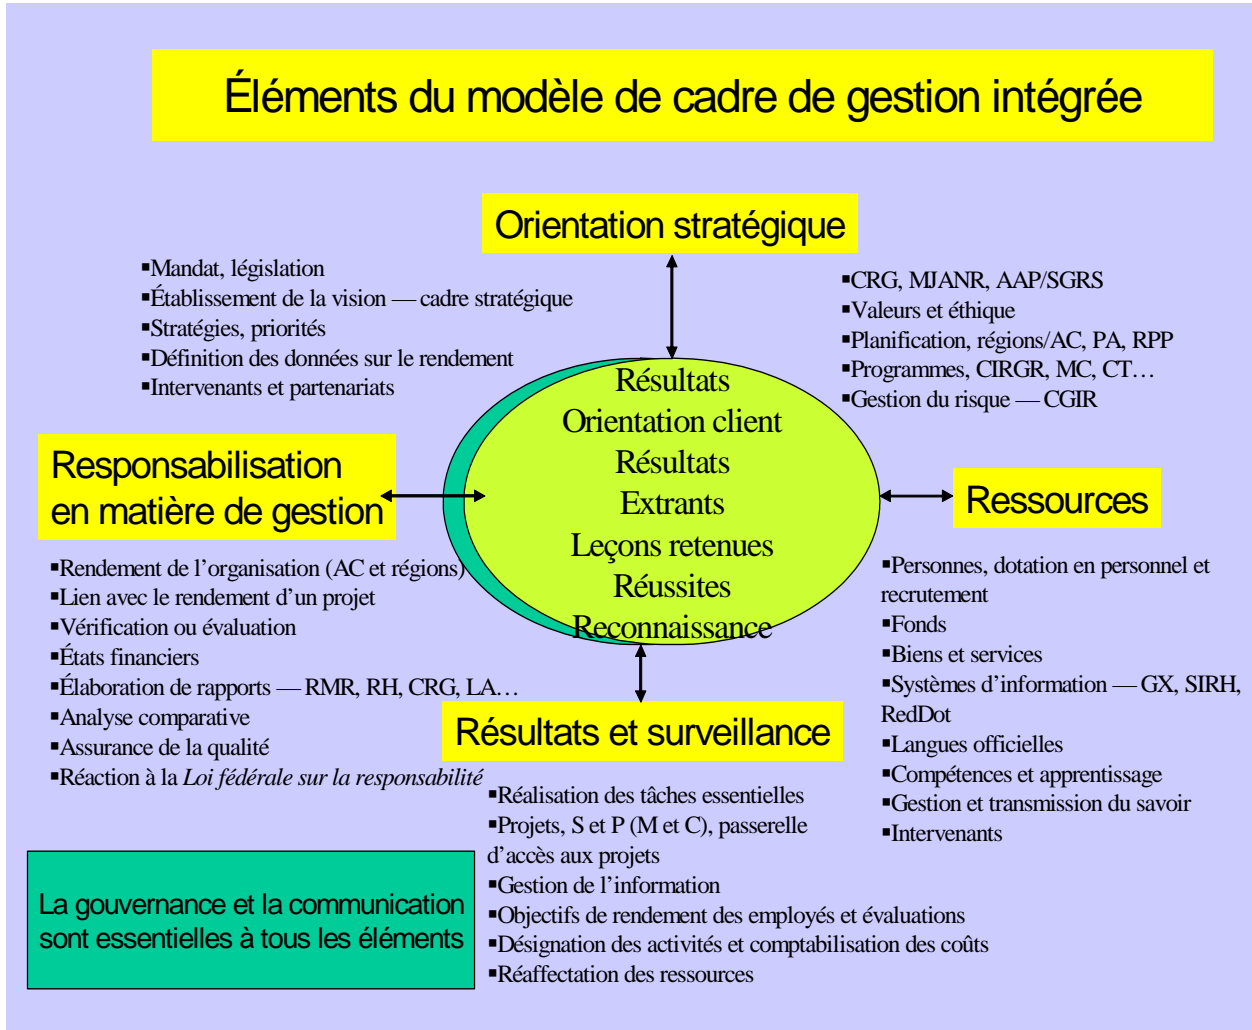 Éléments du modèle de cadre de gestion intégrée
Orientation stratégique
▪Mandat, législation
▪Établissement de la vision — cadre stratégique
▪Stratégies, priorités
▪Définition des données sur le rendement
▪Intervenants et partenariats
▪CRG, MJANR, AAP/SGRS
▪Valeurs et éthique
▪Planification, régions/AC, PA, RPP
▪Programmes, CIRGR, MC, CT…
▪Gestion du risque — CGIR
Résultats
Orientation client
Résultats
Extrants
Leçons retenues
Réussites
Reconnaissance
Responsabilisation
en matière de gestion
▪Rendement de l’organisation (AC et régions)
▪Lien avec le rendement d’un projet
▪Vérification ou évaluation
▪États financiers
▪Élaboration de rapports — RMR, RH, CRG, LA…
▪Analyse comparative
▪Assurance de la qualité
▪Réaction à la Loi fédérale sur la responsabilité
Ressources
▪Personnes, dotation en personnel et
recrutement
▪Fonds
▪Biens et services
▪Systèmes d’information — GX, SIRH,
RedDot
▪Langues officielles
▪Compétences et apprentissage
▪Gestion et transmission du savoir
▪Intervenants
Résultats et surveillance
▪Réalisation des tâches essentielles
▪Projets, S et P (M et C), passerelle
d’accès aux projets
▪Gestion de l’information
▪Objectifs de rendement des employés et évaluations
▪Désignation des activités et comptabilisation des coûts
▪Réaffectation des ressources
La gouvernance et la communication
sont essentielles à tous les éléments